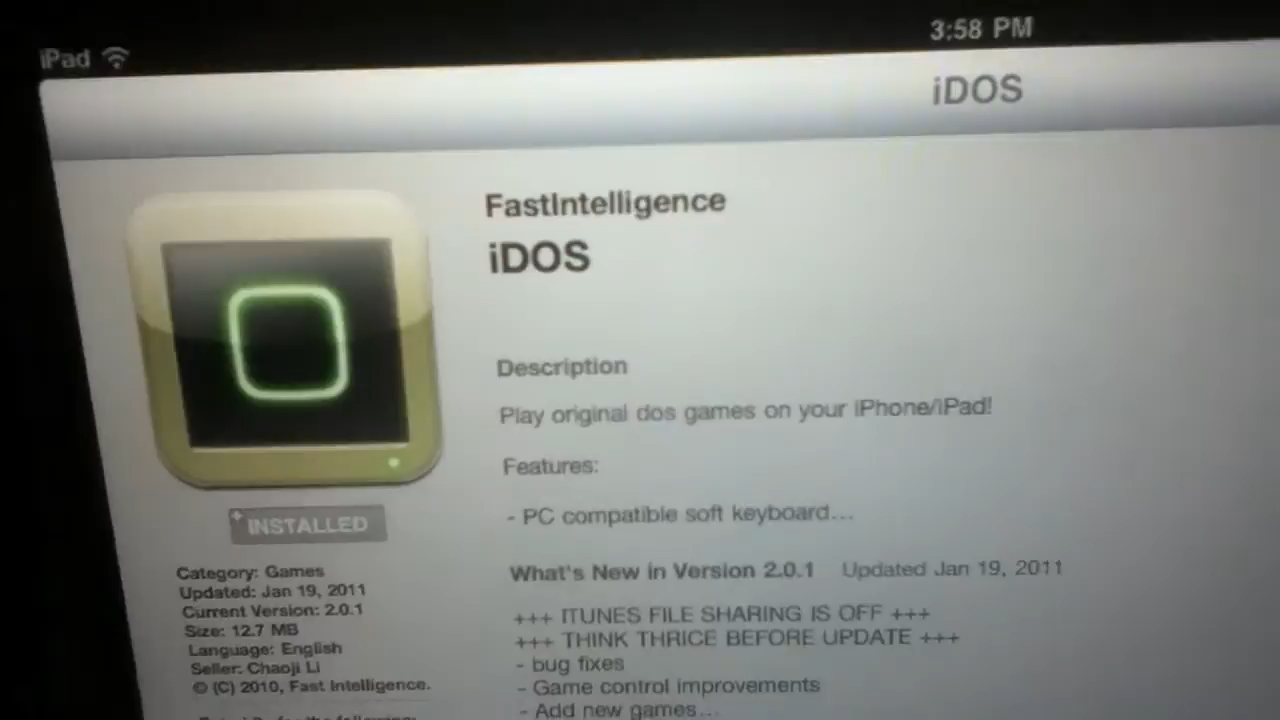 iPad
3:58 PM
iDOS
FastIntelligence
iDOS
Description
Play original dos games on your iPhone/iPad!
Features:
- PC compatible soft keyboard...
What's New in Version 2.0.1 Updated Jan 19, 2011
+++ ITUNES FILE SHARING IS OFF +++
+++ THINK THRICE BEFORE UPDATE +++
- bug fixes
- Game control improvements
- Add new games...
+INSTALLED
Category: Games
Updated: Jan 19, 2011
Current Version: 2.0.1
Size: 12.7 MB
Language: English
Seller: Chaoji Li
© (C) 2010, Fast Intelligence.
for the following: